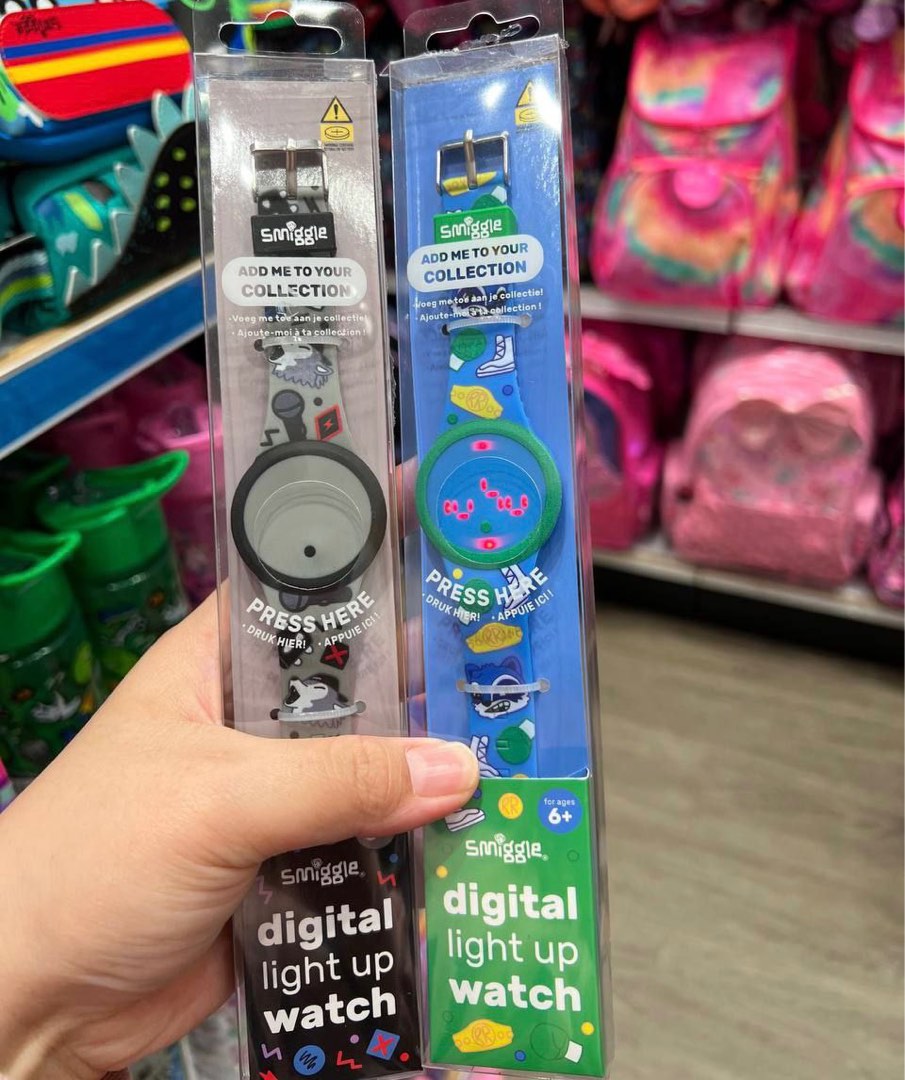 smiggle
ADD ME TO YOUR
COLLECTION
· Voeg me toe aan je collectie!
· Ajoute-moi à ta collection !
PRESS HERE
· DRUK HIER! · APPUIE ICI !
smiggle
digital
light up
watch
smiggle
ADD ME TO YOUR
COLLECTION
· Voeg me toe aan je collectie!
· Ajoute-moi à ta collection !
PRESS HERE
· DRUK HIER! · APPUIE ICI !
RR
for ages
6+
smiggle
digital
light up
watch
RR